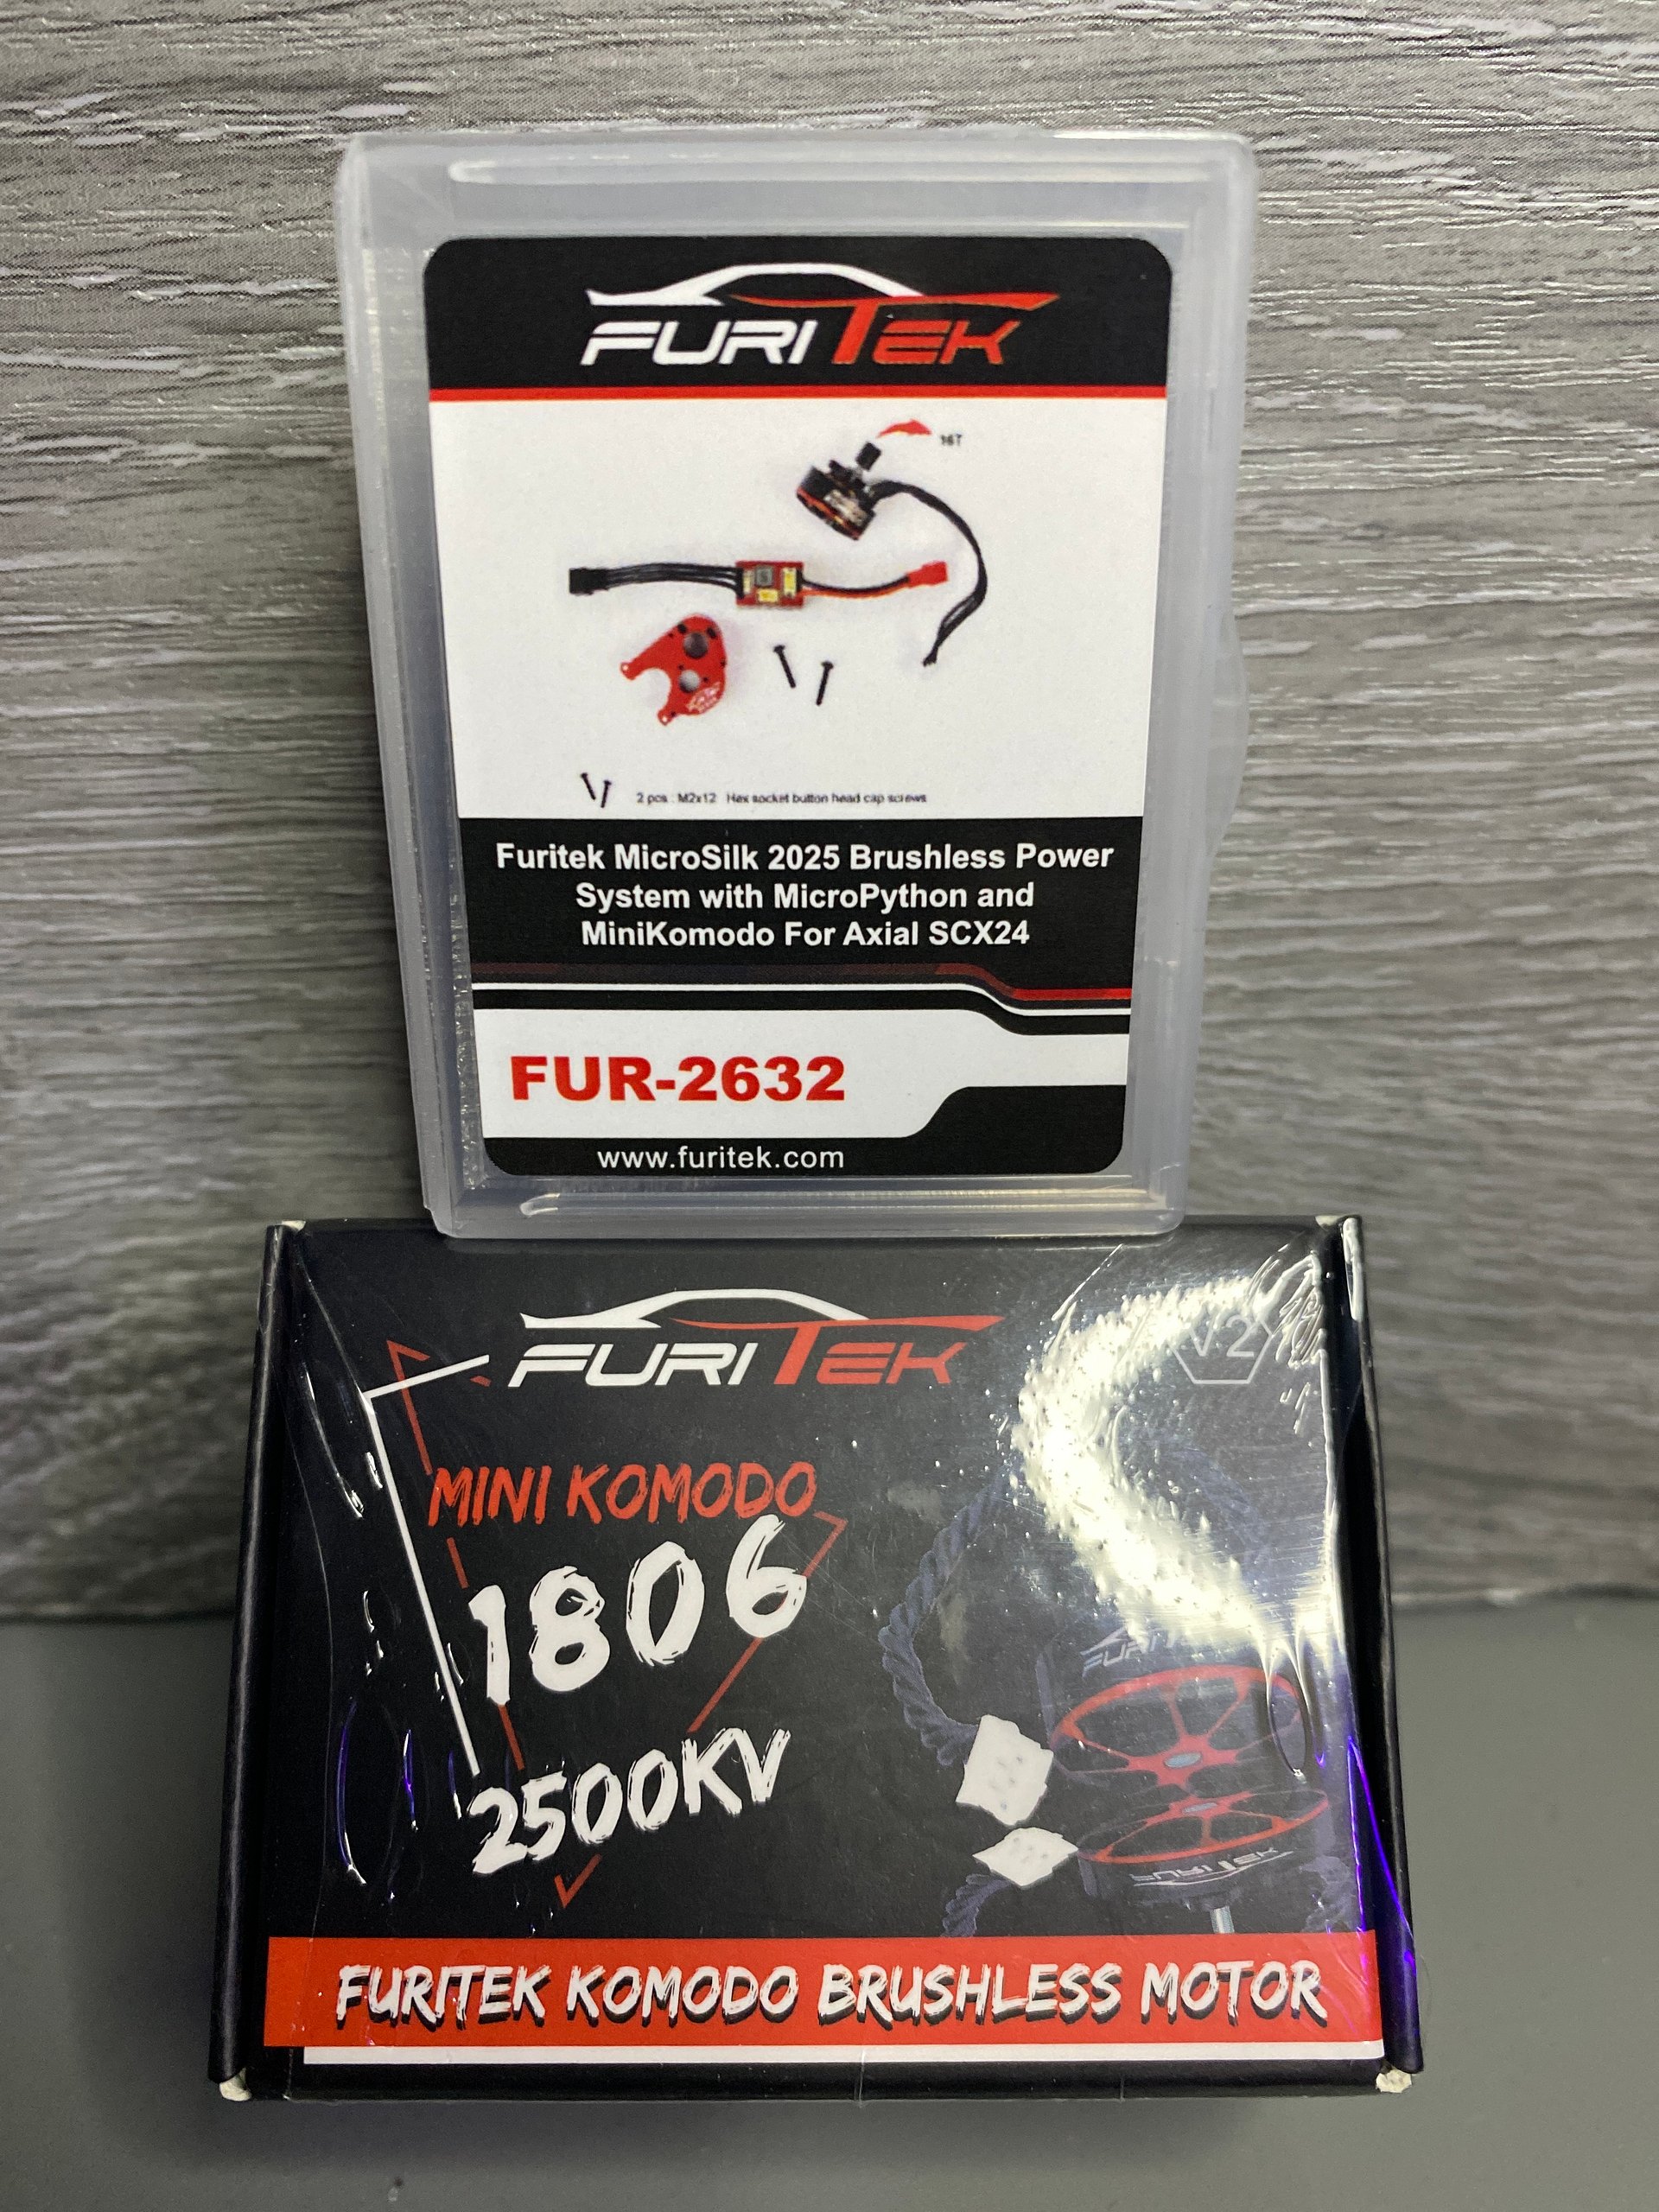 FURITEK
16T
2 pcs . M2x12 Hex socket button head cap screws
Furitek MicroSilk 2025 Brushless Power
System with MicroPython and
MiniKomodo For Axial SCX24
FUR-2632
www.furitek.com
FURITEK
V.2
MINI KOMODO
1806
2500KV
FURITEK
FURITEK KOMODO BRUSHLESS MOTOR